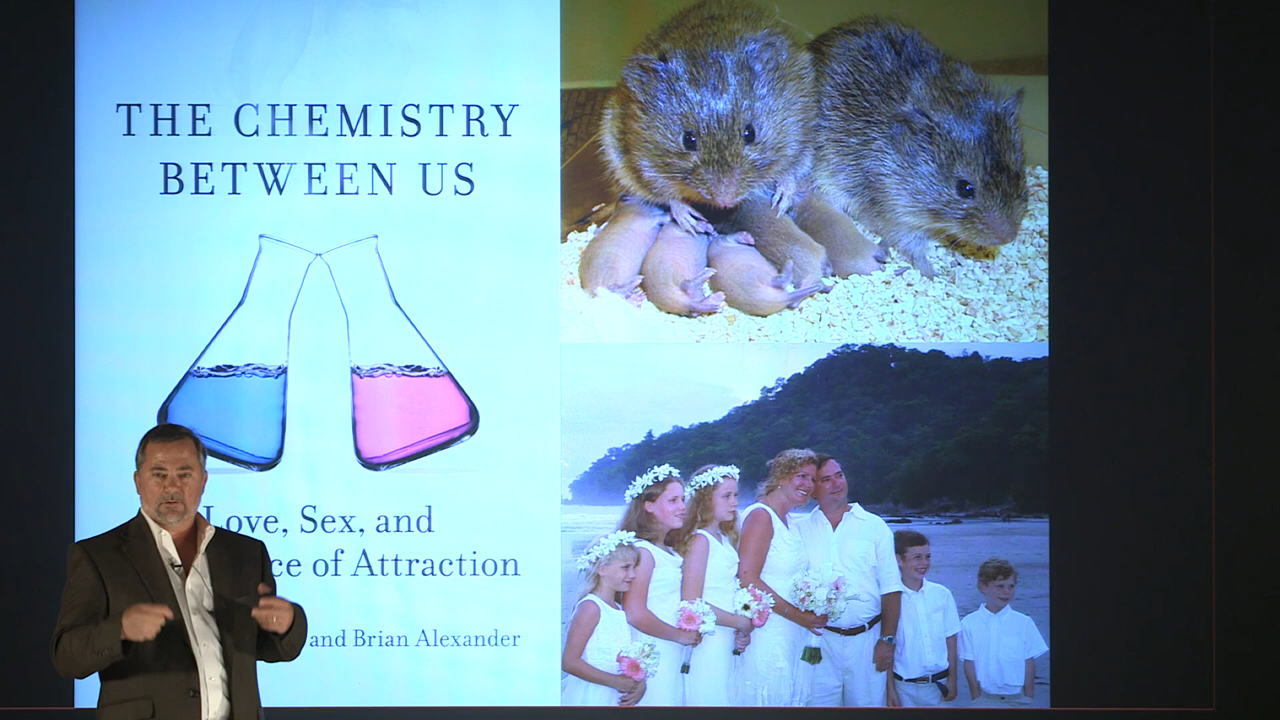 THE CHEMISTRY
BETWEEN US
Love, Sex, and
ce of Attraction
and Brian Alexander